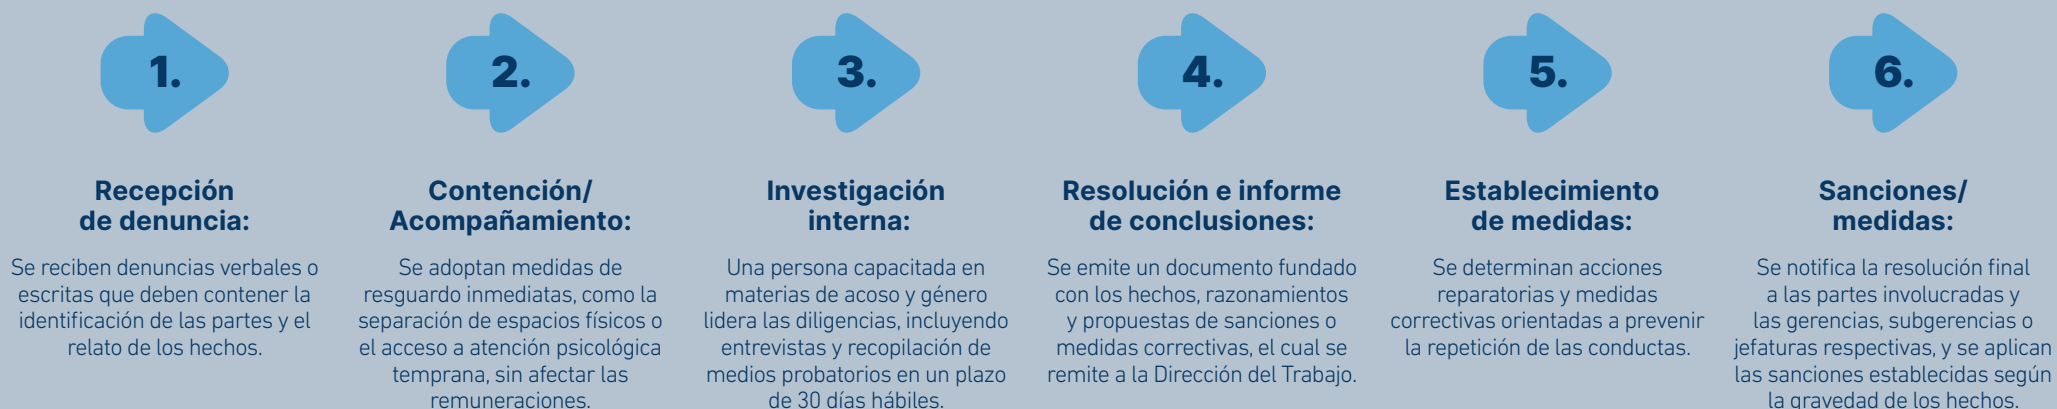 1.
Recepción
de denuncia:
Se reciben denuncias verbales o
escritas que deben contener la
identificación de las partes y el
relato de los hechos.
2.
Contención/
Acompañamiento:
Se adoptan medidas de
resguardo inmediatas, como la
separación de espacios físicos o
el acceso a atención psicológica
temprana, sin afectar las
remuneraciones.
3.
Investigación
interna:
Una persona capacitada en
materias de acoso y género
lidera las diligencias, incluyendo
entrevistas y recopilación de
medios probatorios en un plazo
de 30 días hábiles.
4.
Resolución e informe
de conclusiones:
Se emite un documento fundado
con los hechos, razonamientos
y propuestas de sanciones o
medidas correctivas, el cual se
remite a la Dirección del Trabajo.
5.
Establecimiento
de medidas:
Se determinan acciones
reparatorias y medidas
correctivas orientadas a prevenir
la repetición de las conductas.
6.
Sanciones/
medidas:
Se notifica la resolución final
a las partes involucradas y
las gerencias, subgerencias o
jefaturas respectivas, y se aplican
las sanciones establecidas según
la gravedad de los hechos.